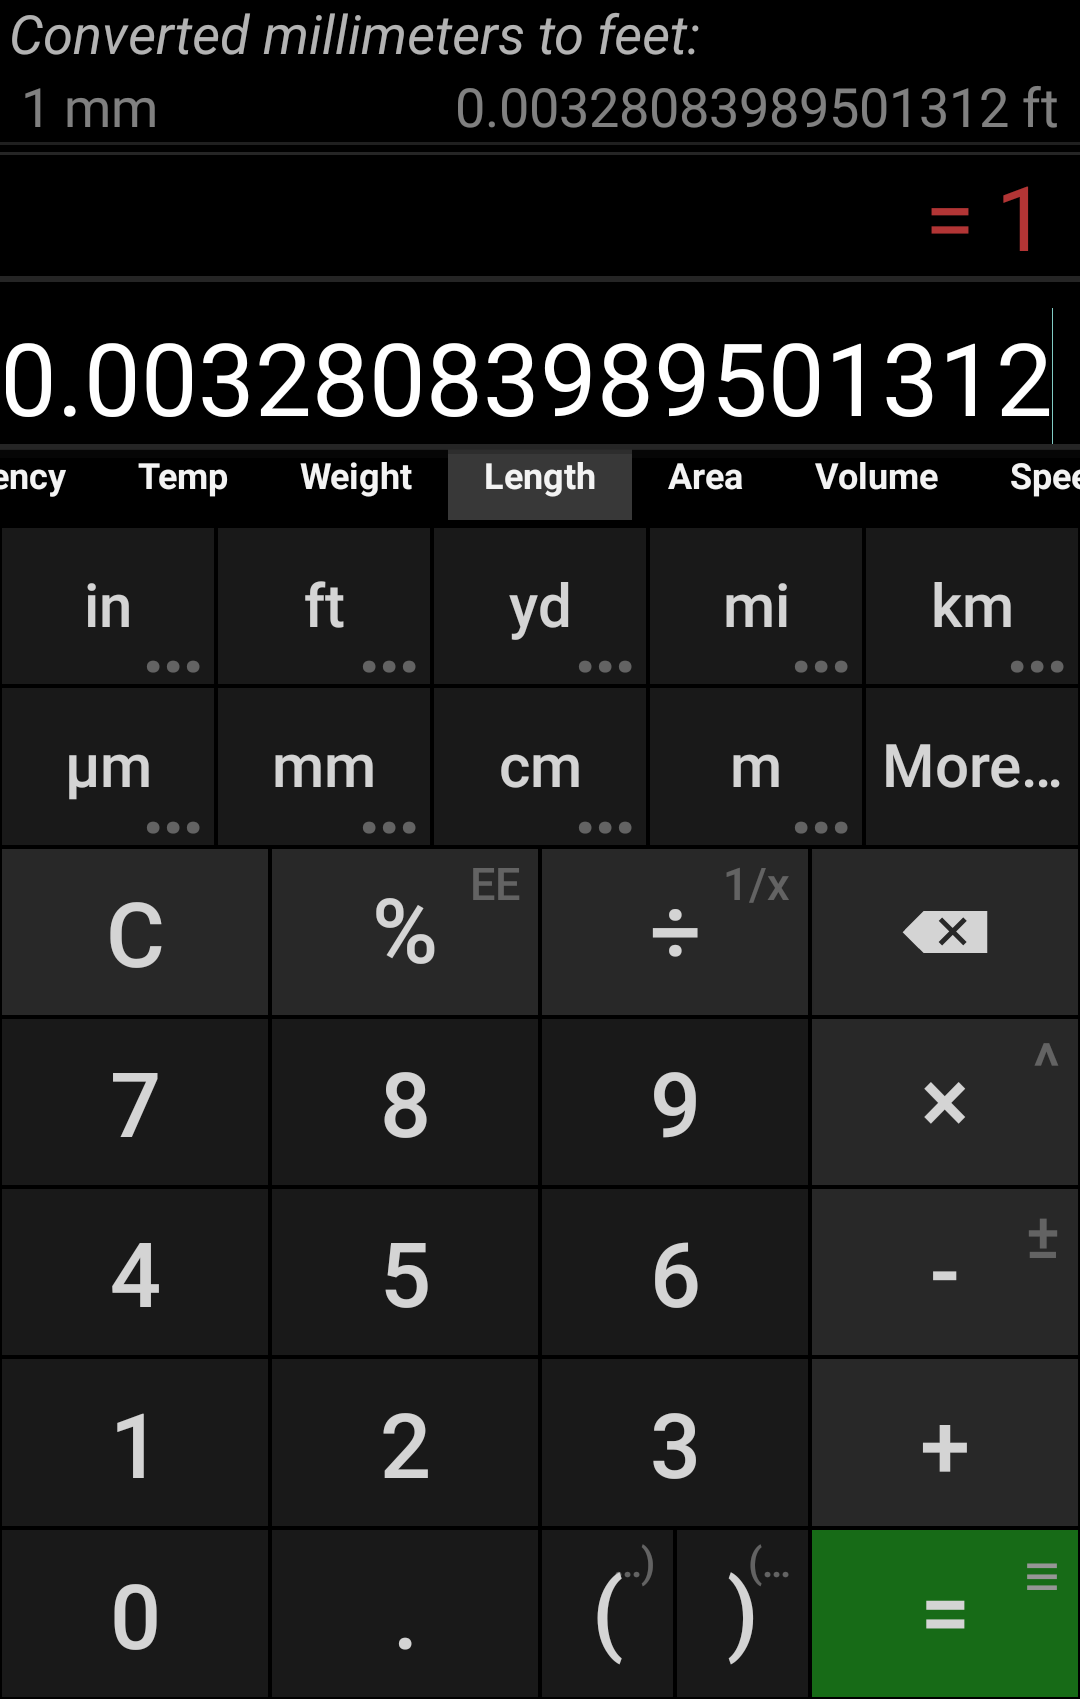 Converted millimeters to feet:
1 mm 0.00328083989501312 ft
= 1
0.00328083989501312
ency Temp Weight Length Area Volume Spee
in ft yd mi km
µm mm cm m More...
C % EE ÷ 1/x
7 8 9 × ^
4 5 6 - ±
1 2 3 +
0 . ( ..) ) (... =